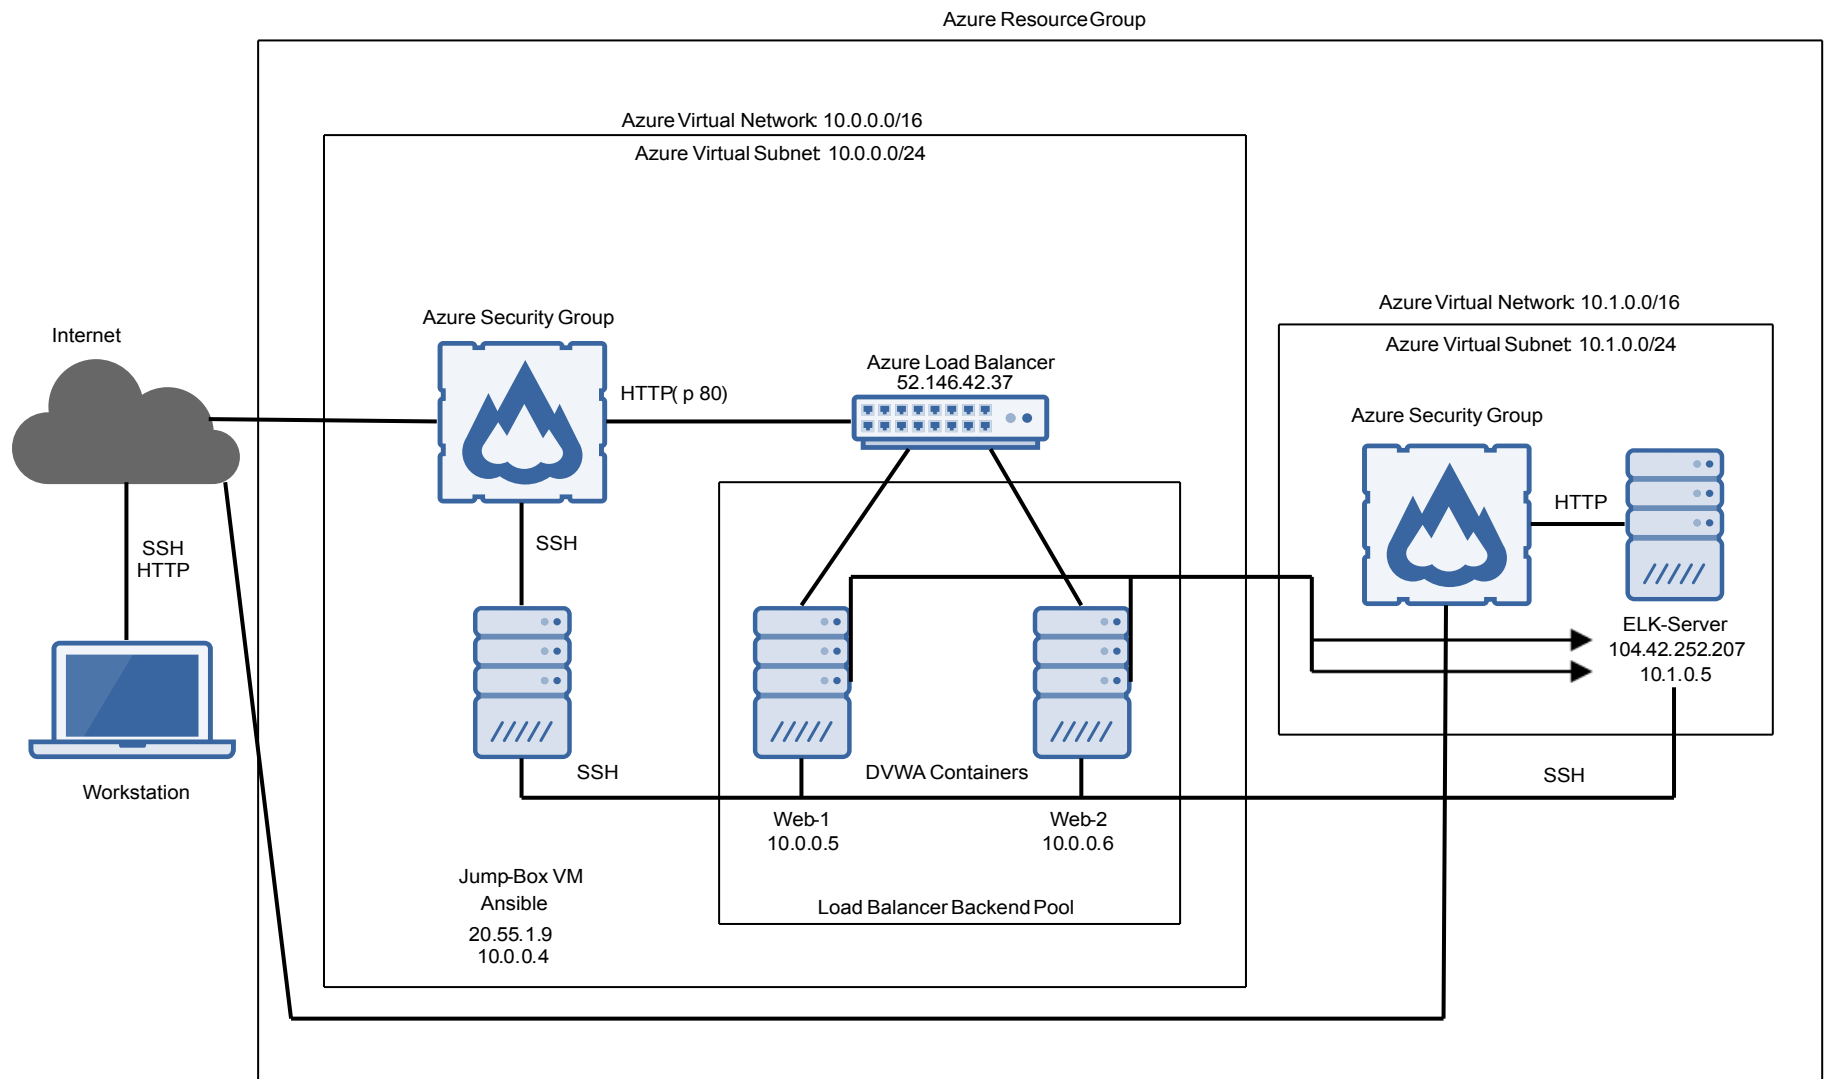 Azure Resource Group
Azure Virtual Network: 10.0.0.0/16
Azure Virtual Subnet: 10.0.0.0/24
Azure Virtual Network: 10.1.0.0/16
Azure Virtual Subnet: 10.1.0.0/24
Internet
Azure Security Group
HTTP( p 80)
Azure Load Balancer
52.146.42.37
Azure Security Group
HTTP
SSH
SSH
HTTP
ELK-Server
104.42.252.207
10.1.0.5
Workstation
SSH
DVWA Containers
SSH
Web-1
10.0.0.5
Web-2
10.0.0.6
Jump-Box VM
Ansible
20.55.1.9
10.0.0.4
Load Balancer Backend Pool